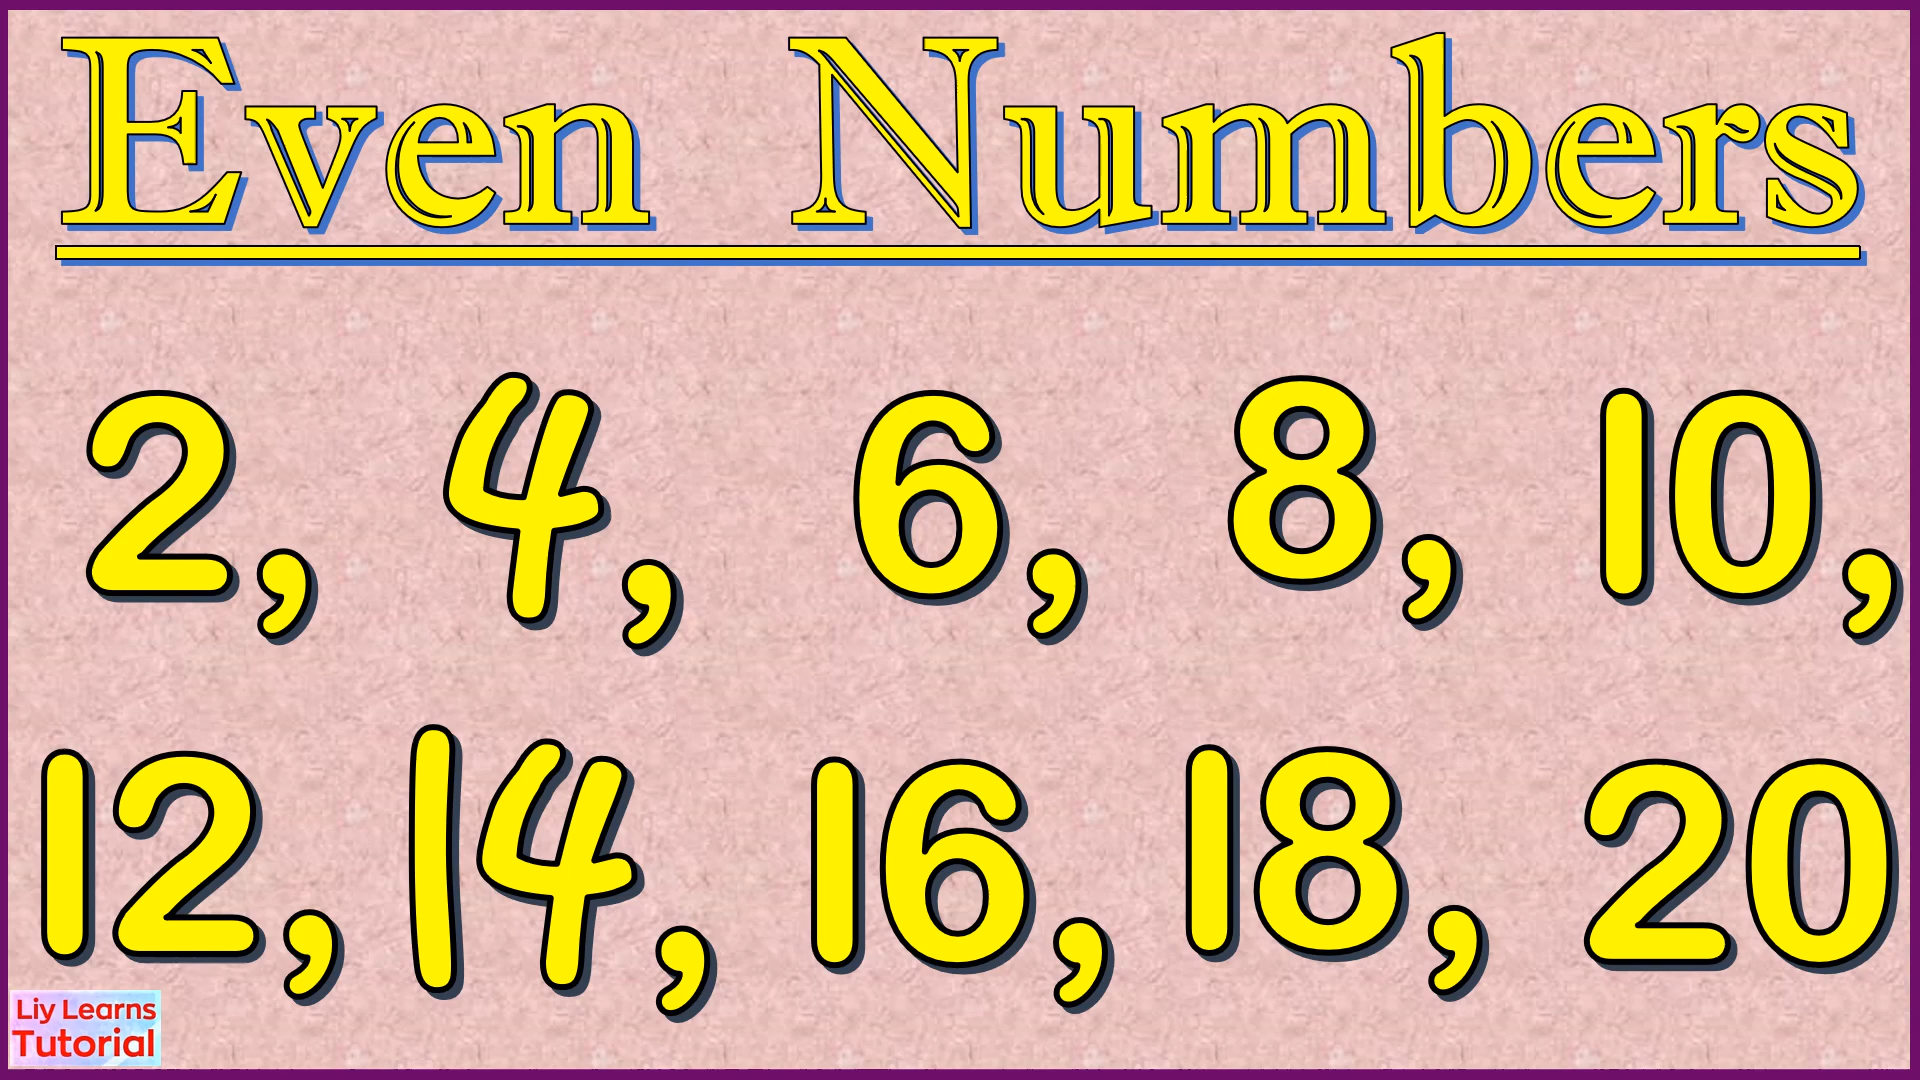 Even Numbers
2, 4, 6, 8, 10,
12, 14, 16, 18, 20
Liy Learns
Tutorial